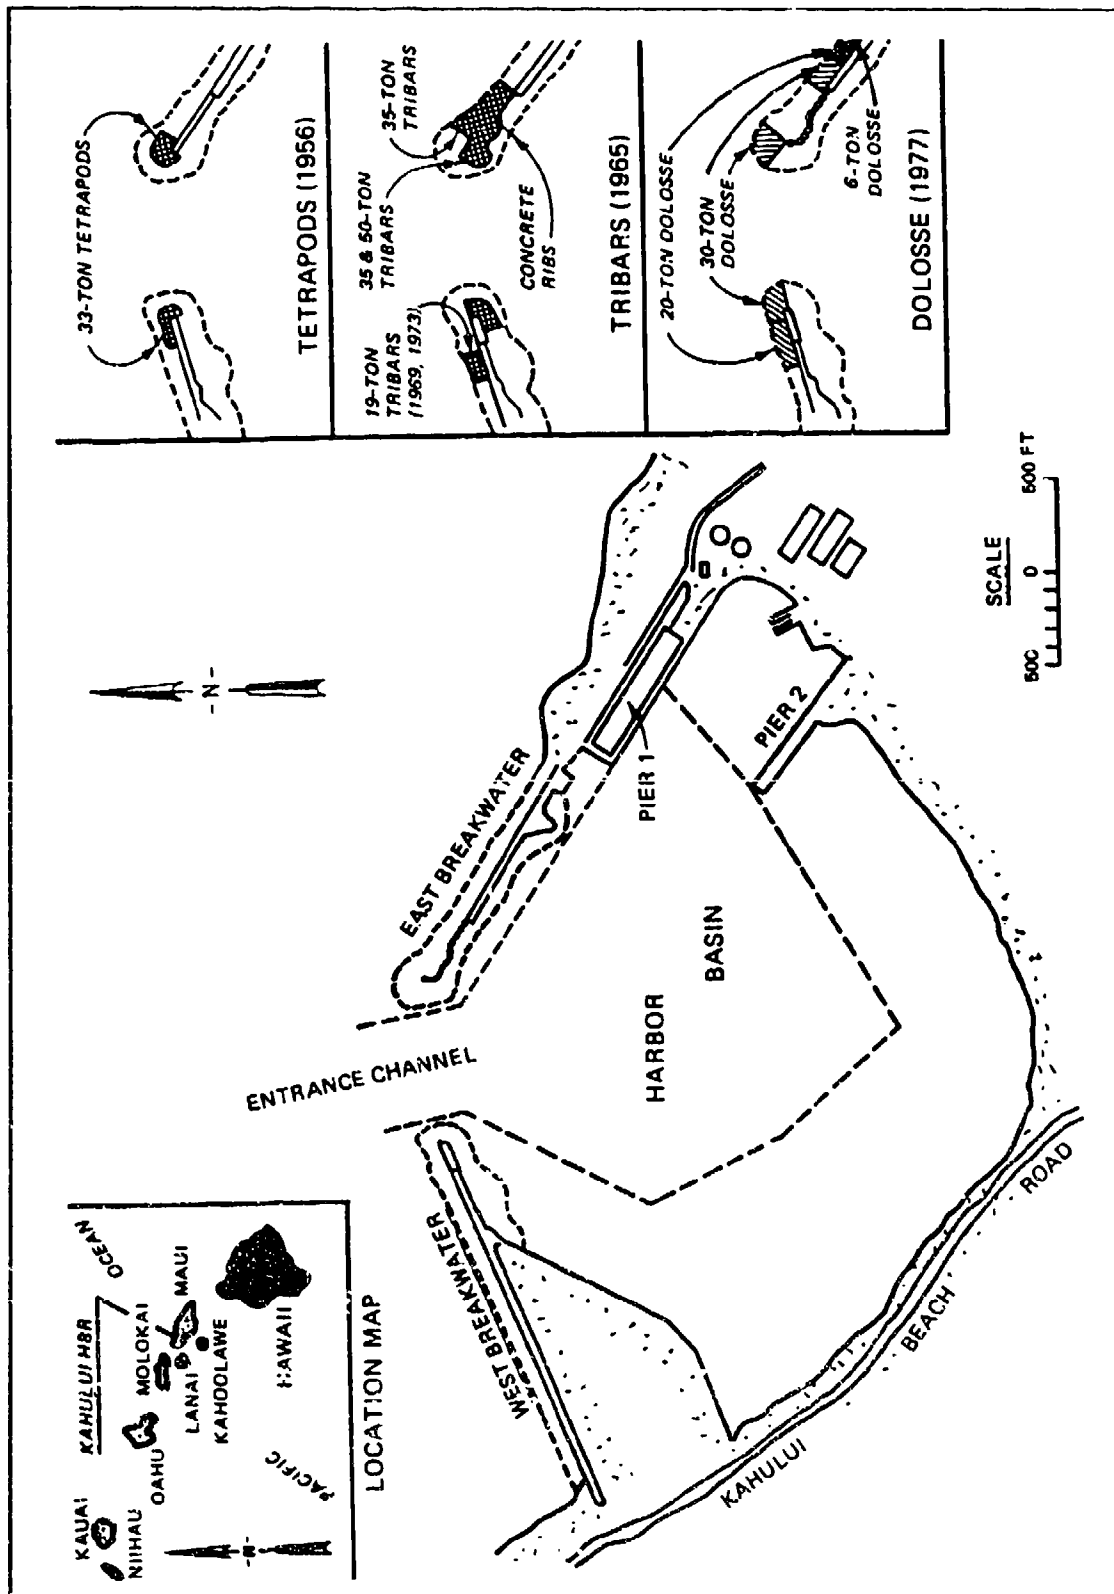 KAUAI
NIIHAU
KAHULUI HBR
OAHU
MOLOKAI
OCEAN
LANAI
MAUI
KAHOOLAWE
HAWAII
PACIFIC
-N-
LOCATION MAP
-N-
ENTRANCE CHANNEL
EAST BREAKWATER
WEST BREAKWATER
HARBOR
BASIN
PIER 1
PIER 2
KAHULUI
BEACH
ROAD
SCALE
500
0
500 FT
33-TON TETRAPODS
TETRAPODS (1956)
19-TON
TRIBARS
(1969, 1973)
35 & 50-TON
TRIBARS
35-TON
TRIBARS
CONCRETE
RIBS
TRIBARS (1965)
20-TON DOLOSSE
30-TON
DOLOSSE
6-TON
DOLOSSE
DOLOSSE (1977)